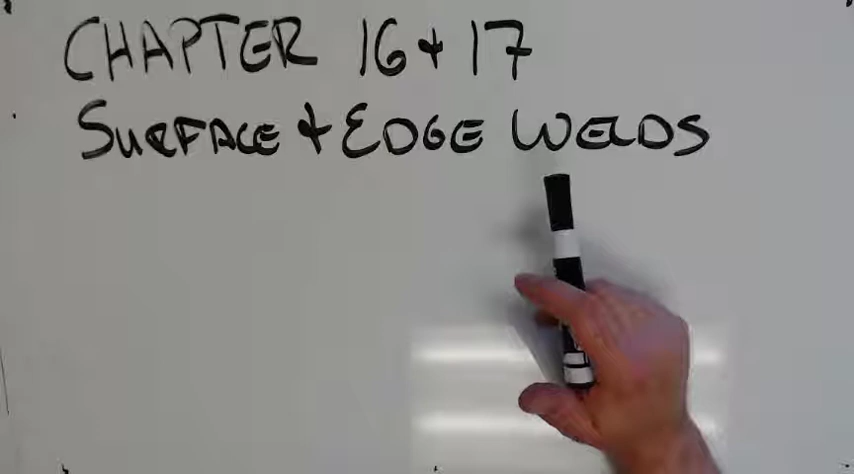 CHAPTER 16 + 17
SURFACE + EDGE WELDS